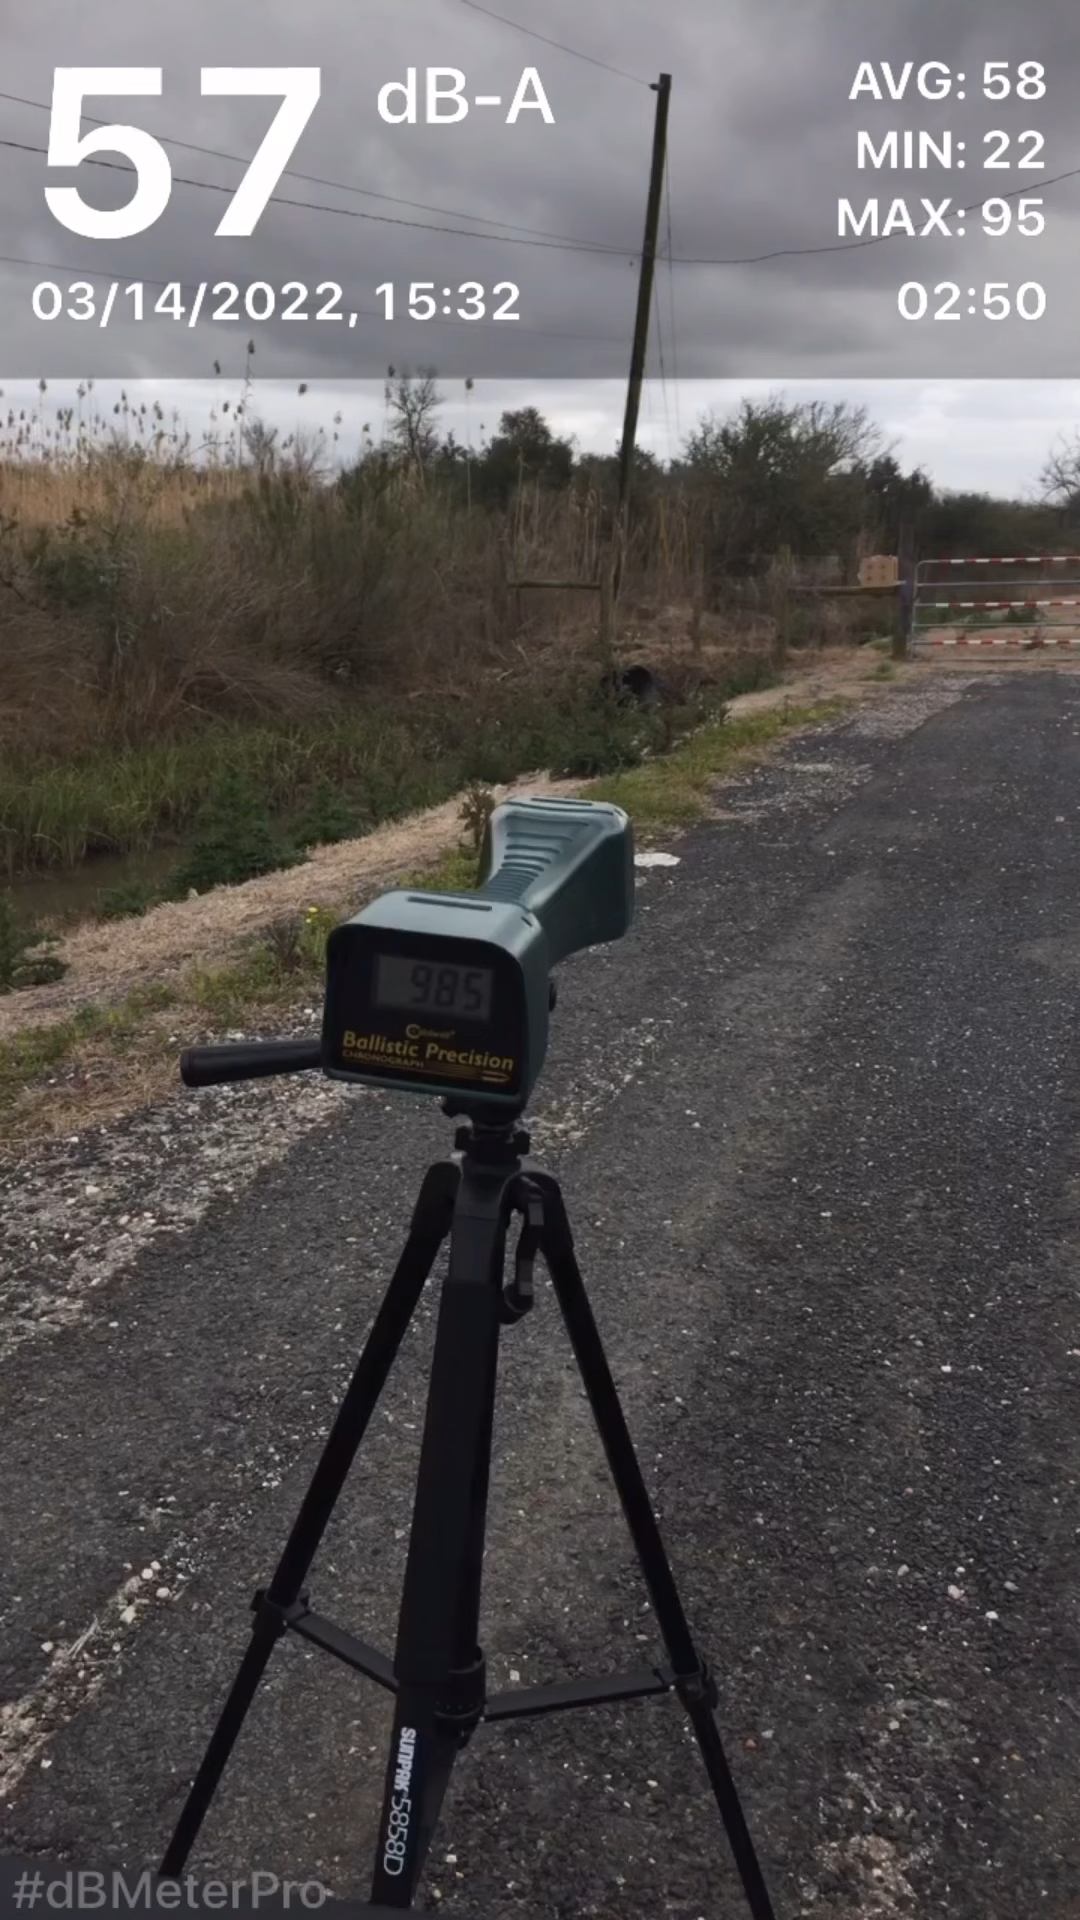 57 dB-A
AVG: 58
MIN: 22
MAX: 95
03/14/2022, 15:32
02:50
985
Caldwell
Ballistic Precision
CHRONOGRAPH
SUNPAK 5858D
#dBMeterPro